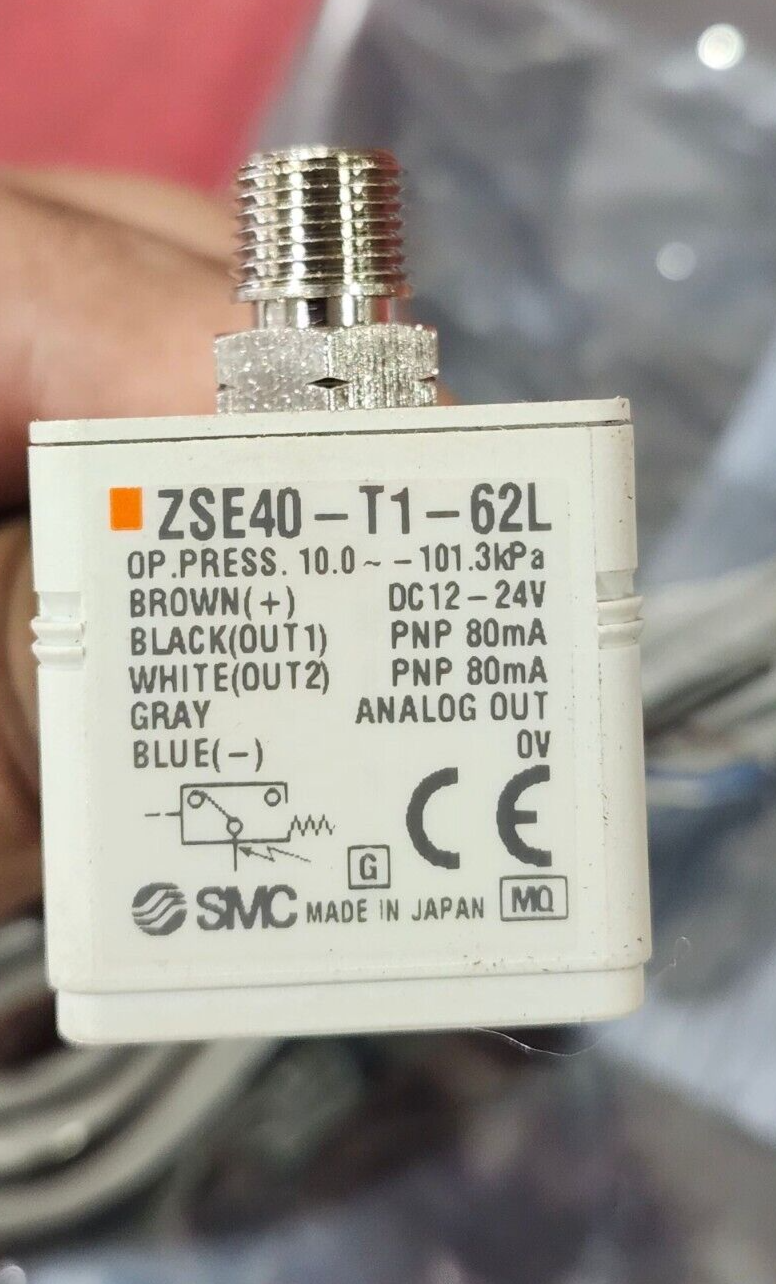 ZSE40-T1-62L
OP.PRESS. 10.0 ~ -101.3kPa
BROWN(+) DC12-24V
BLACK(OUT1) PNP 80mA
WHITE(OUT2) PNP 80mA
GRAY ANALOG OUT
BLUE(-) 0V
CE
G
SMC MADE IN JAPAN MQ